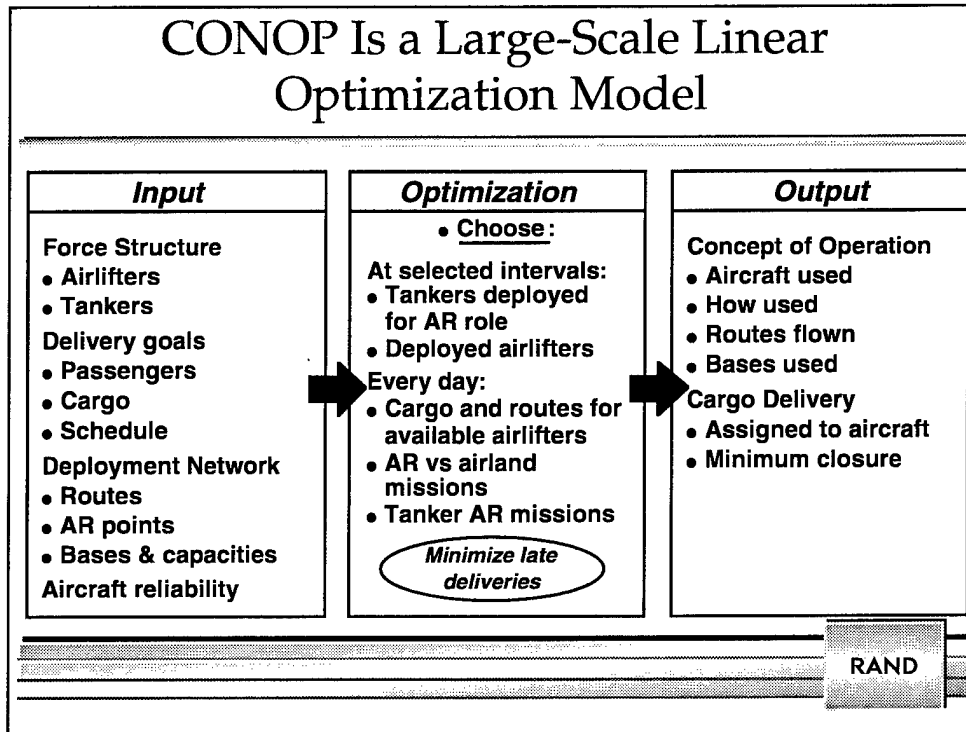 CONOP Is a Large-Scale Linear
Optimization Model
Input
Force Structure
• Airlifters
• Tankers
Delivery goals
• Passengers
• Cargo
• Schedule
Deployment Network
• Routes
• AR points
• Bases & capacities
Aircraft reliability
Optimization
• Choose:
At selected intervals:
• Tankers deployed
for AR role
• Deployed airlifters
Every day:
• Cargo and routes for
available airlifters
• AR vs airland
missions
• Tanker AR missions
Minimize late
deliveries
Output
Concept of Operation
• Aircraft used
• How used
• Routes flown
• Bases used
Cargo Delivery
• Assigned to aircraft
• Minimum closure
RAND